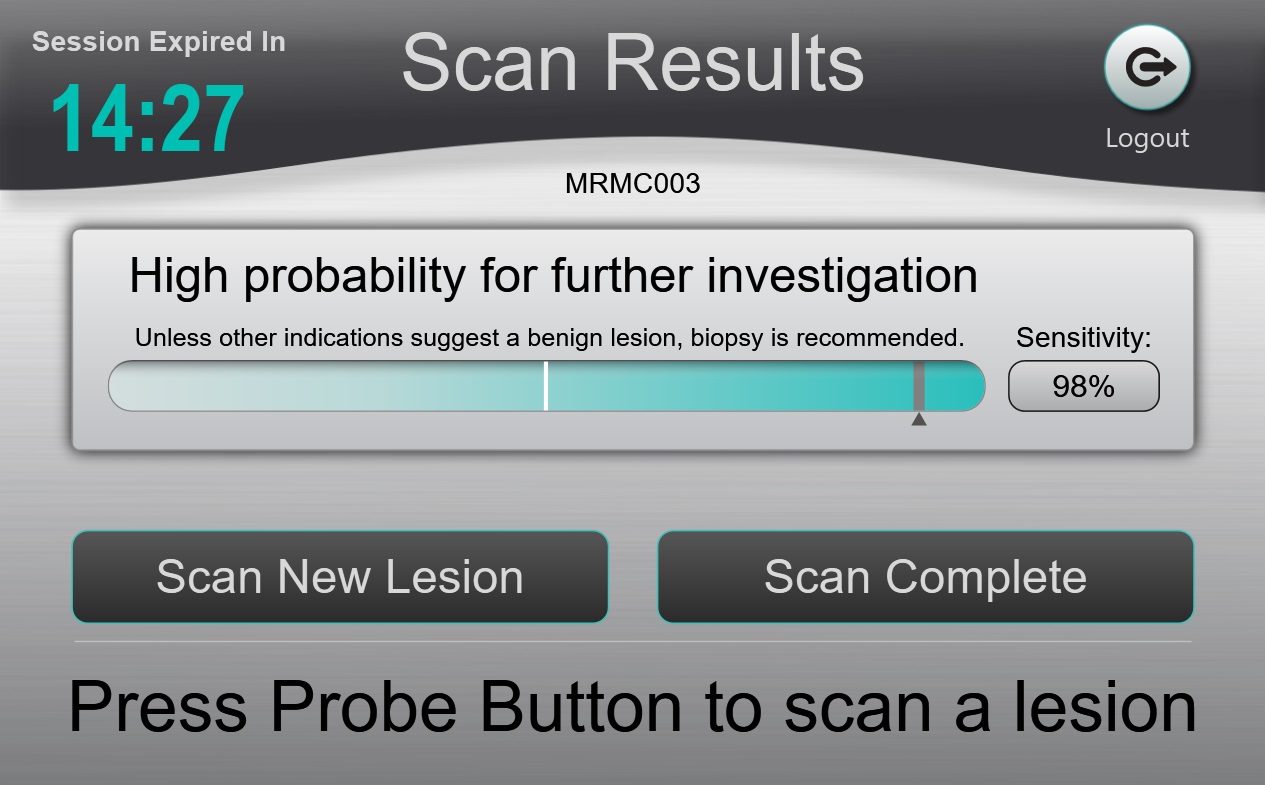 Session Expired In
14:27
Scan Results
Logout
MRMC003
High probability for further investigation
Unless other indications suggest a benign lesion, biopsy is recommended.
Sensitivity:
98%
Scan New Lesion
Scan Complete
Press Probe Button to scan a lesion